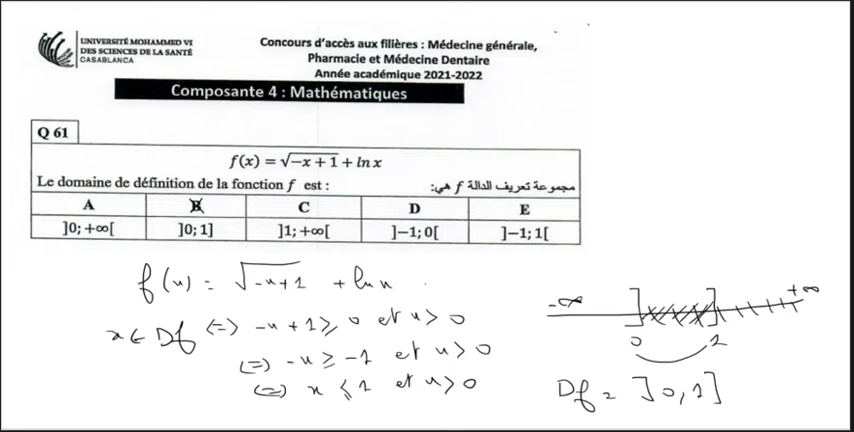 UNIVERSITÉ MOHAMMED VI
DES SCIENCES DE LA SANTÉ
CASABLANCA
Concours d'accès aux filières : Médecine générale,
Pharmacie et Médecine Dentaire
Année académique 2021-2022
Composante 4 : Mathématiques
Q 61
f(x) = √-x + 1 + ln x
Le domaine de définition de la fonction f est : مجموعة تعريف الدالة f هي:
A B C D E
]0; +∞[ ]0; 1] ]1; +∞[ ]−1; 0[ ]−1; 1[
f(x) = √-x+1 + ln x
x ∈ Df (=) -x + 1 ≥ 0 et x > 0
(=) -x ≥ -1 et x > 0
(=) x ≤ 1 et x > 0
-∞ ] ] +∞
0 1
Df = ]0,1]